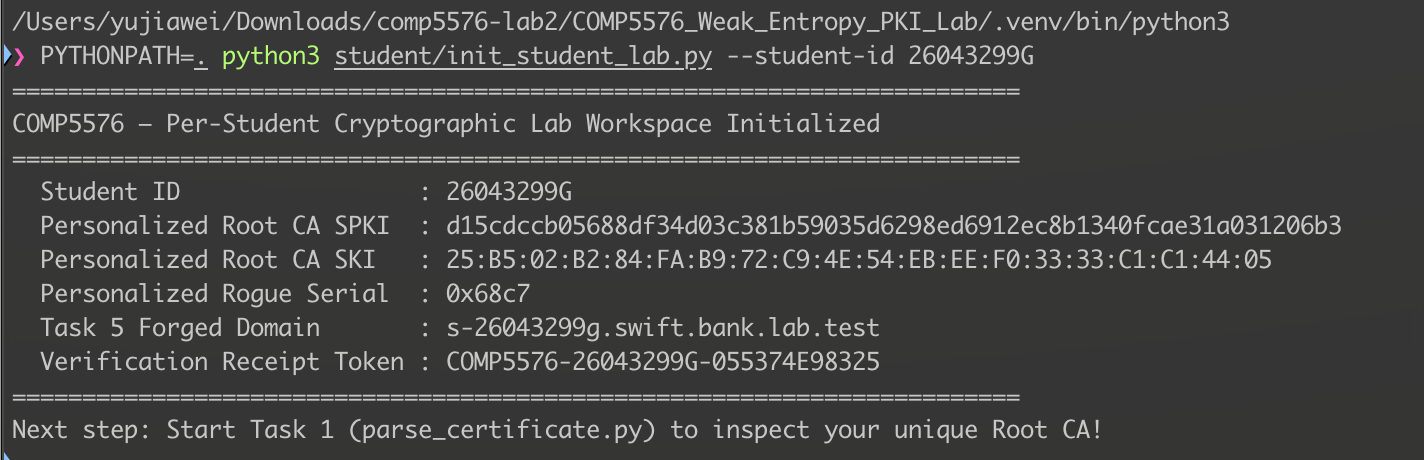 /Users/yujiawei/Downloads/comp5576-lab2/COMP5576_Weak_Entropy_PKI_Lab/.venv/bin/python3
❯ PYTHONPATH=. python3 student/init_student_lab.py --student-id 26043299G
========================================================================
COMP5576 — Per-Student Cryptographic Lab Workspace Initialized
========================================================================
  Student ID                 : 26043299G
  Personalized Root CA SPKI  : d15cdccb05688df34d03c381b59035d6298ed6912ec8b1340fcae31a031206b3
  Personalized Root CA SKI   : 25:B5:02:B2:84:FA:B9:72:C9:4E:54:EB:EE:F0:33:33:C1:C1:44:05
  Personalized Rogue Serial  : 0x68c7
  Task 5 Forged Domain       : s-26043299g.swift.bank.lab.test
  Verification Receipt Token : COMP5576-26043299G-055374E98325
========================================================================
Next step: Start Task 1 (parse_certificate.py) to inspect your unique Root CA!